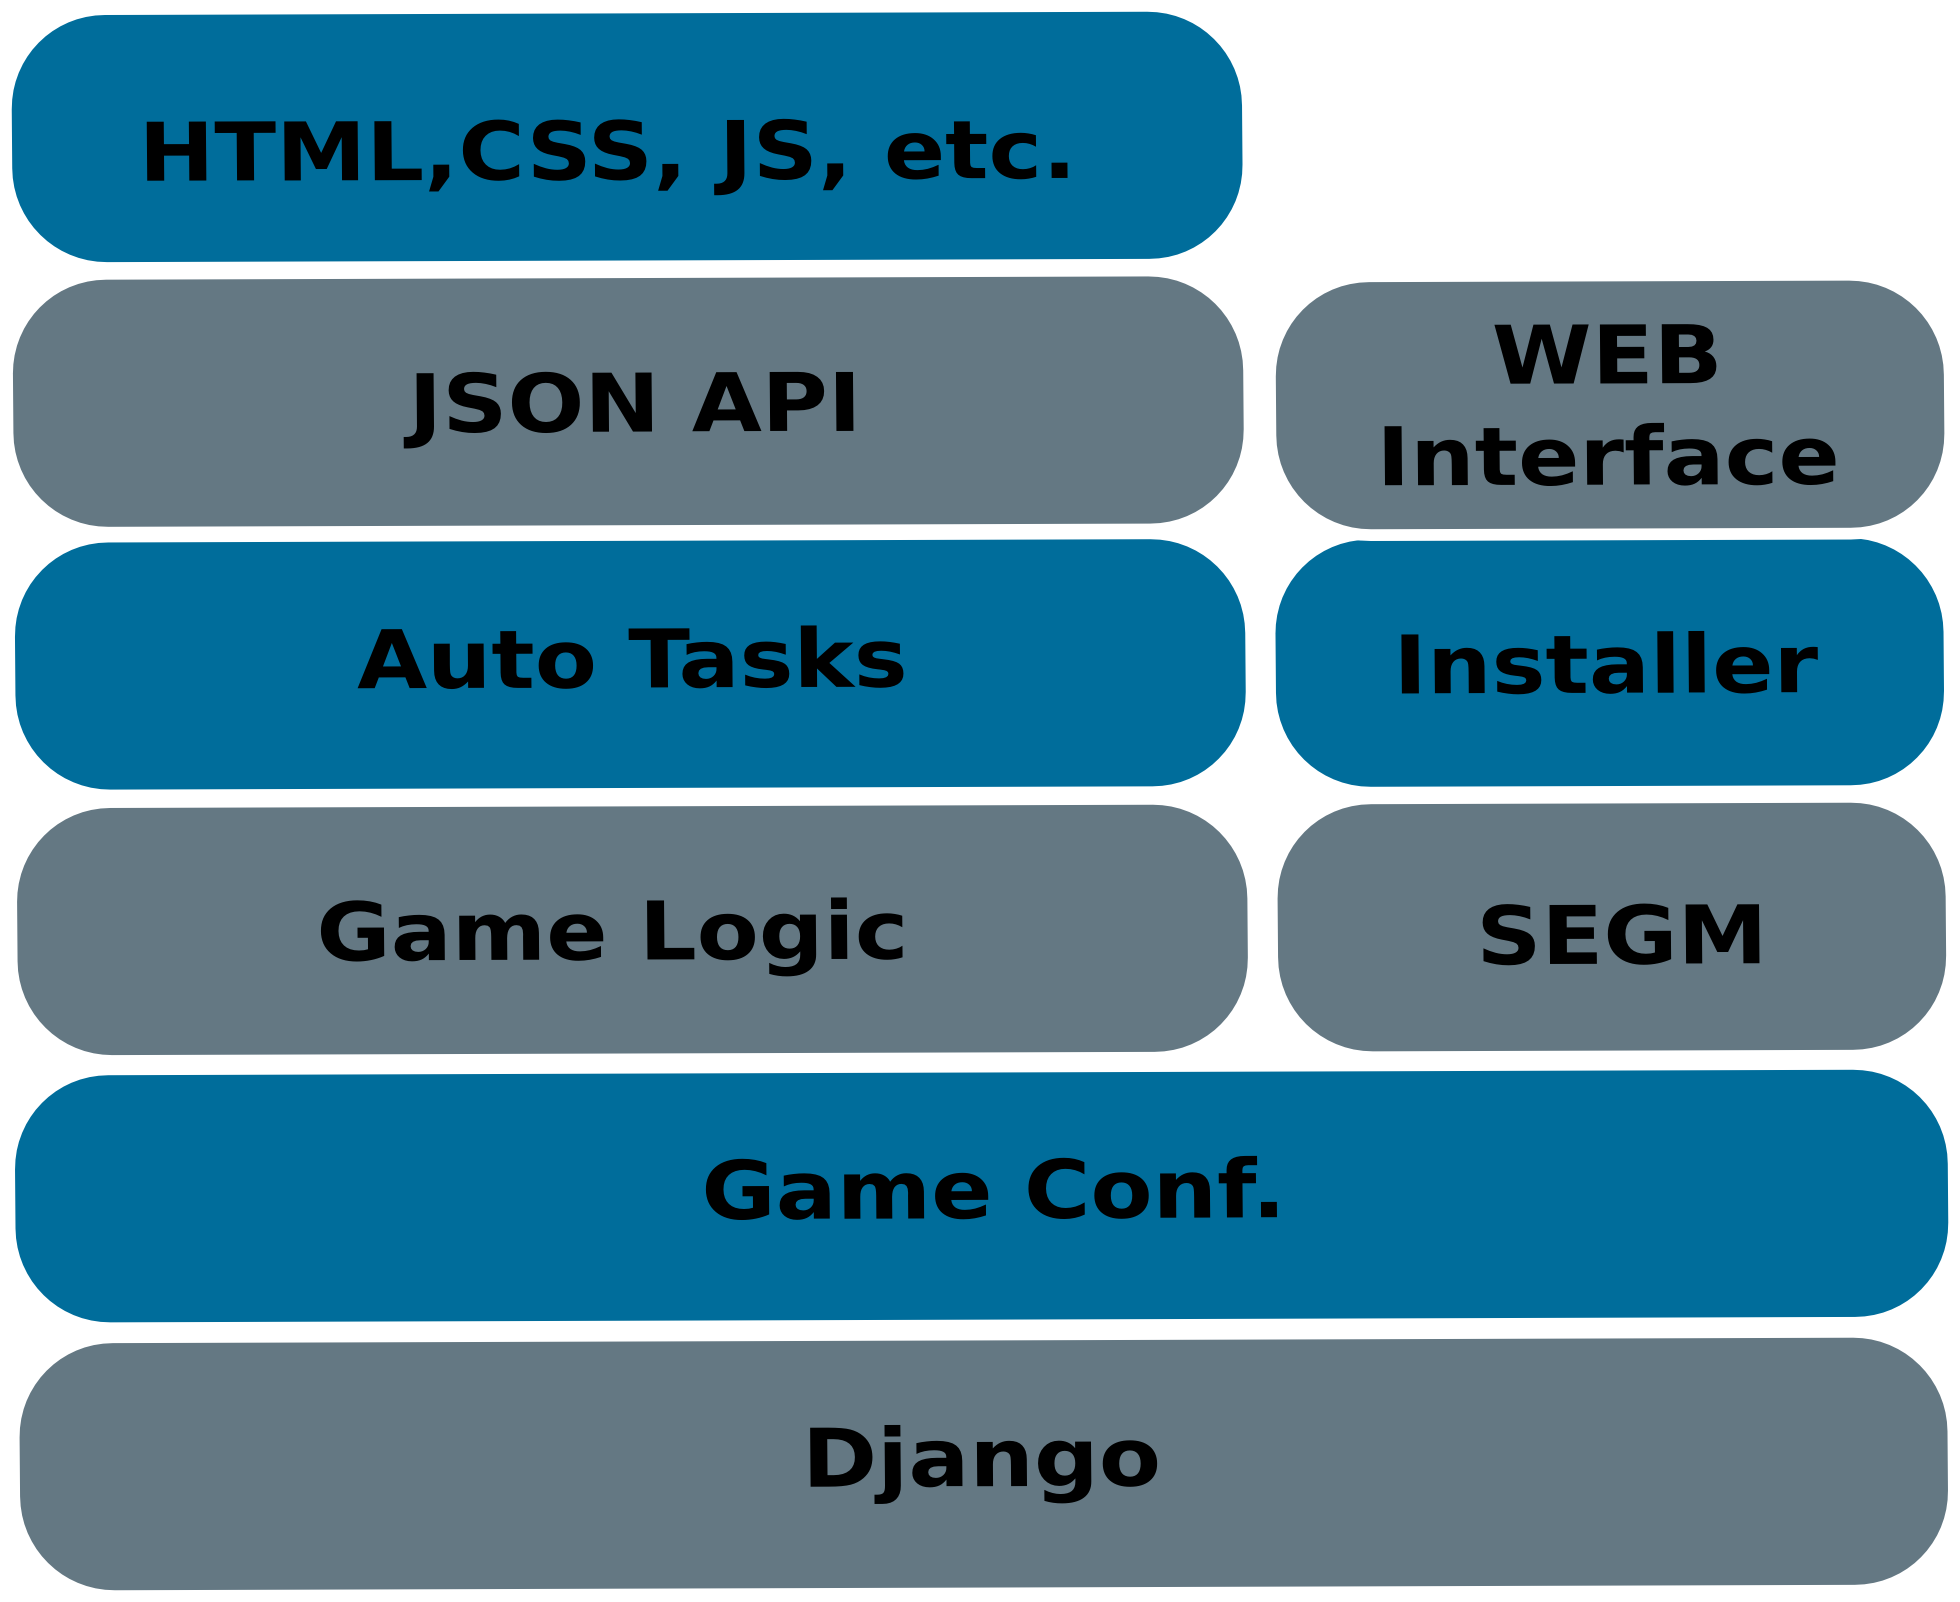 HTML,CSS, JS, etc.
JSON API
WEB
Interface
Auto Tasks
Installer
Game Logic
SEGM
Game Conf.
Django